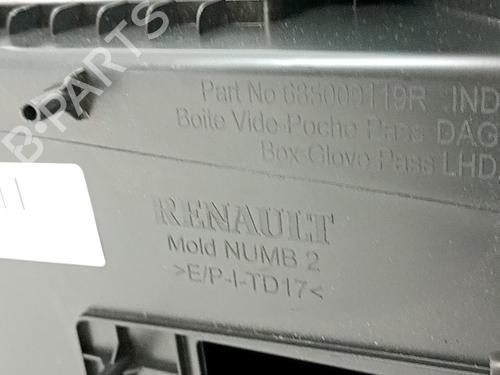 B-PARTS
Part No 685009119R IND
Boite Vide-Poche Pass DAG
Box-Glove Pass LHD
RENAULT
Mold NUMB 2
>E/P-I-TD17<